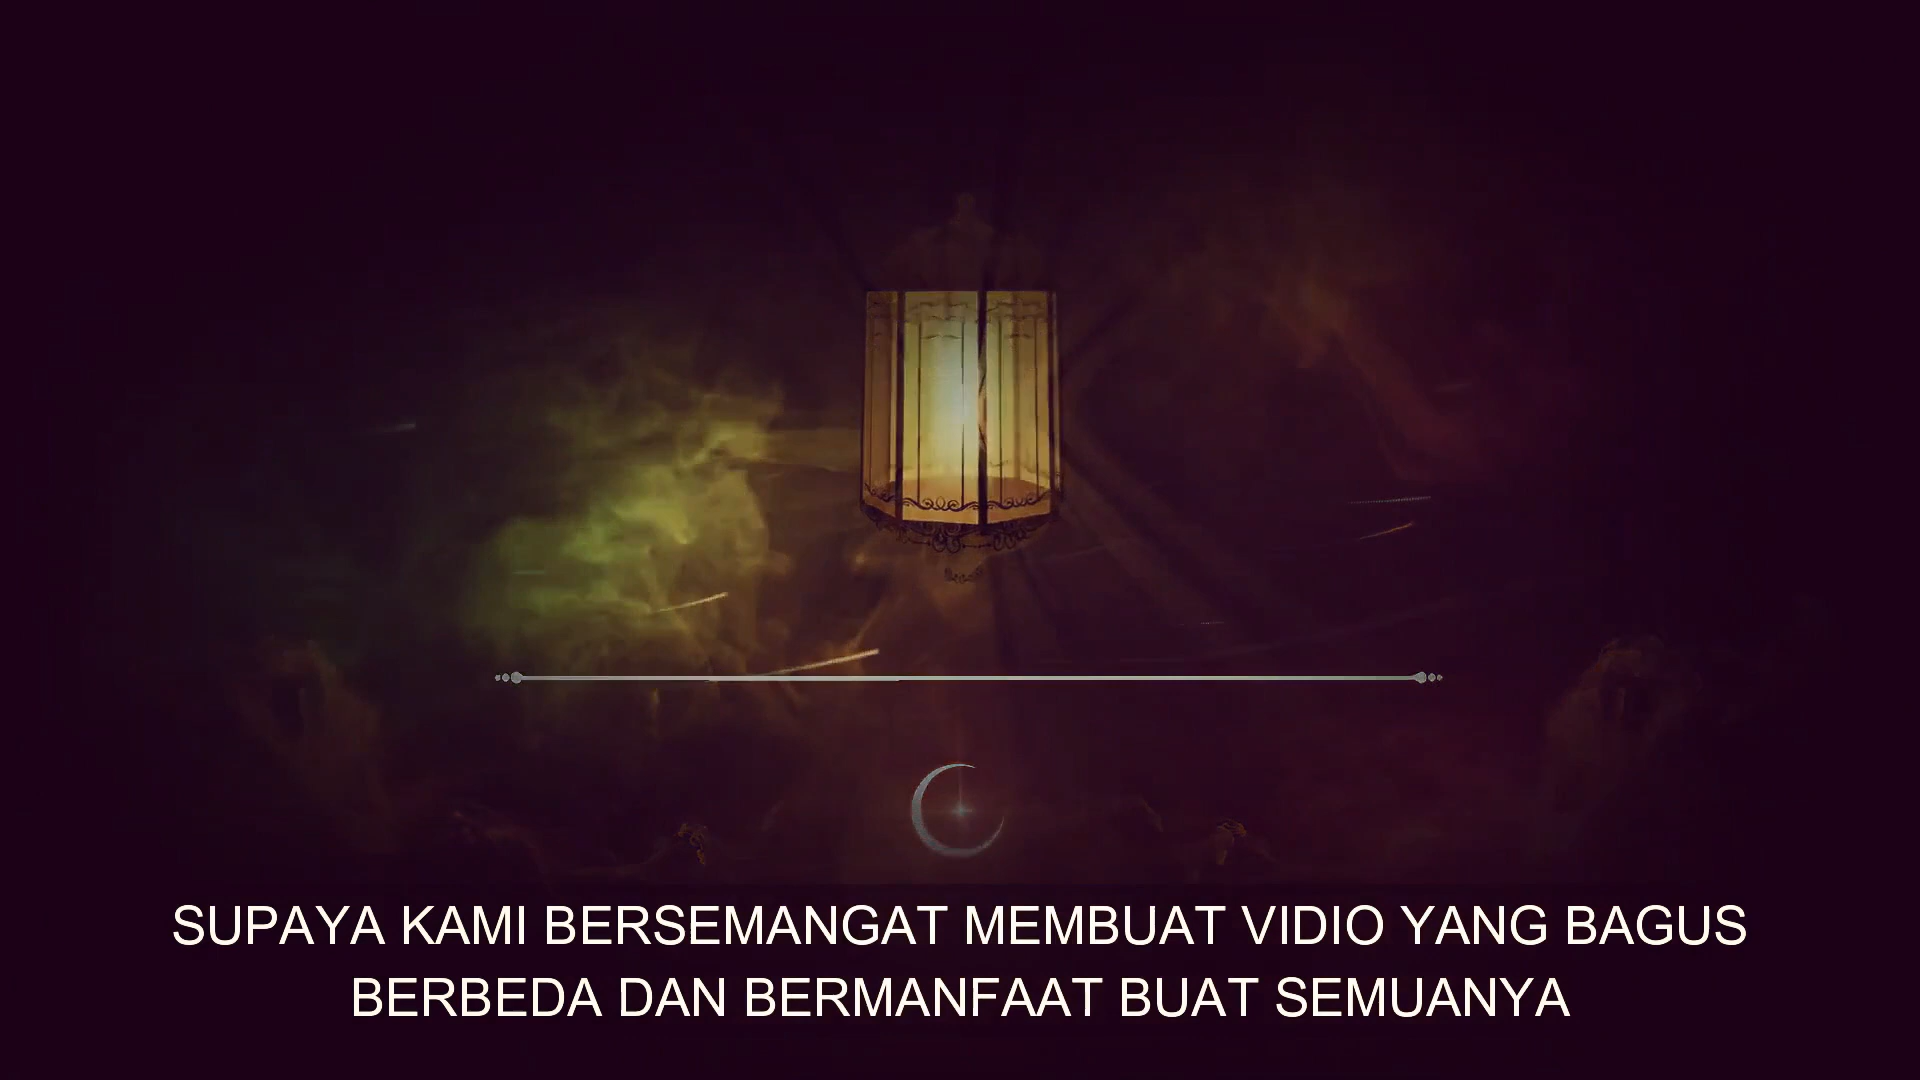 SUPAYA KAMI BERSEMANGAT MEMBUAT VIDIO YANG BAGUS
BERBEDA DAN BERMANFAAT BUAT SEMUANYA